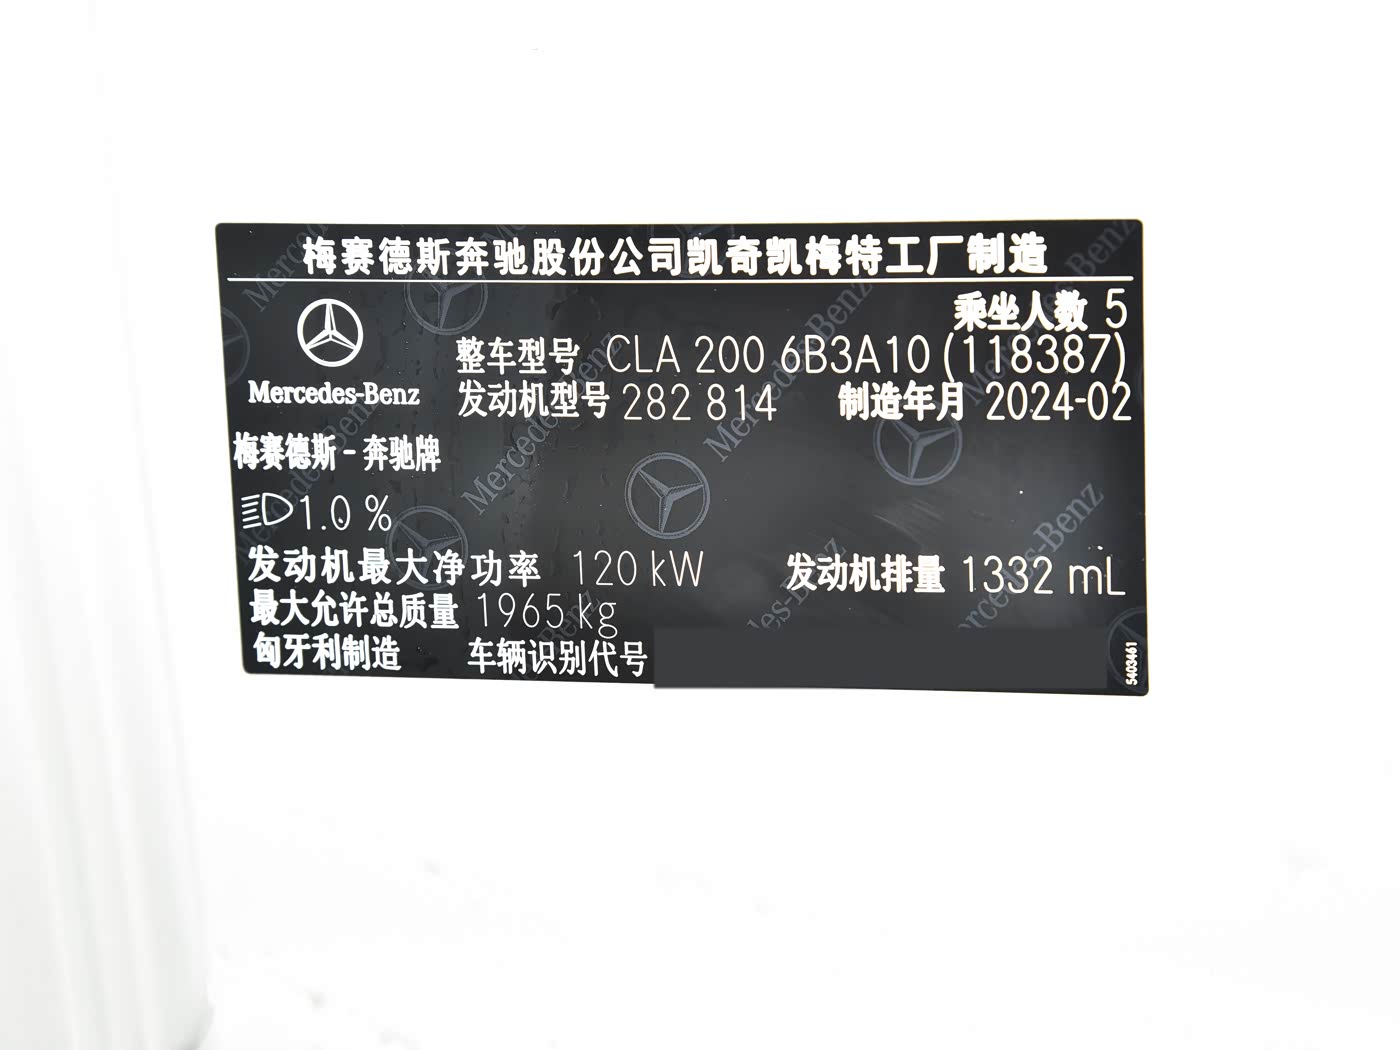 梅赛德斯奔驰股份公司凯奇凯梅特工厂制造
乘坐人数 5
Mercedes-Benz
整车型号 CLA 200 6B3A10 (118387)
发动机型号 282 814 制造年月 2024-02
梅赛德斯-奔驰牌
1.0 %
发动机最大净功率 120 kW 发动机排量 1332 mL
最大允许总质量 1965 kg
匈牙利制造 车辆识别代号
5403461